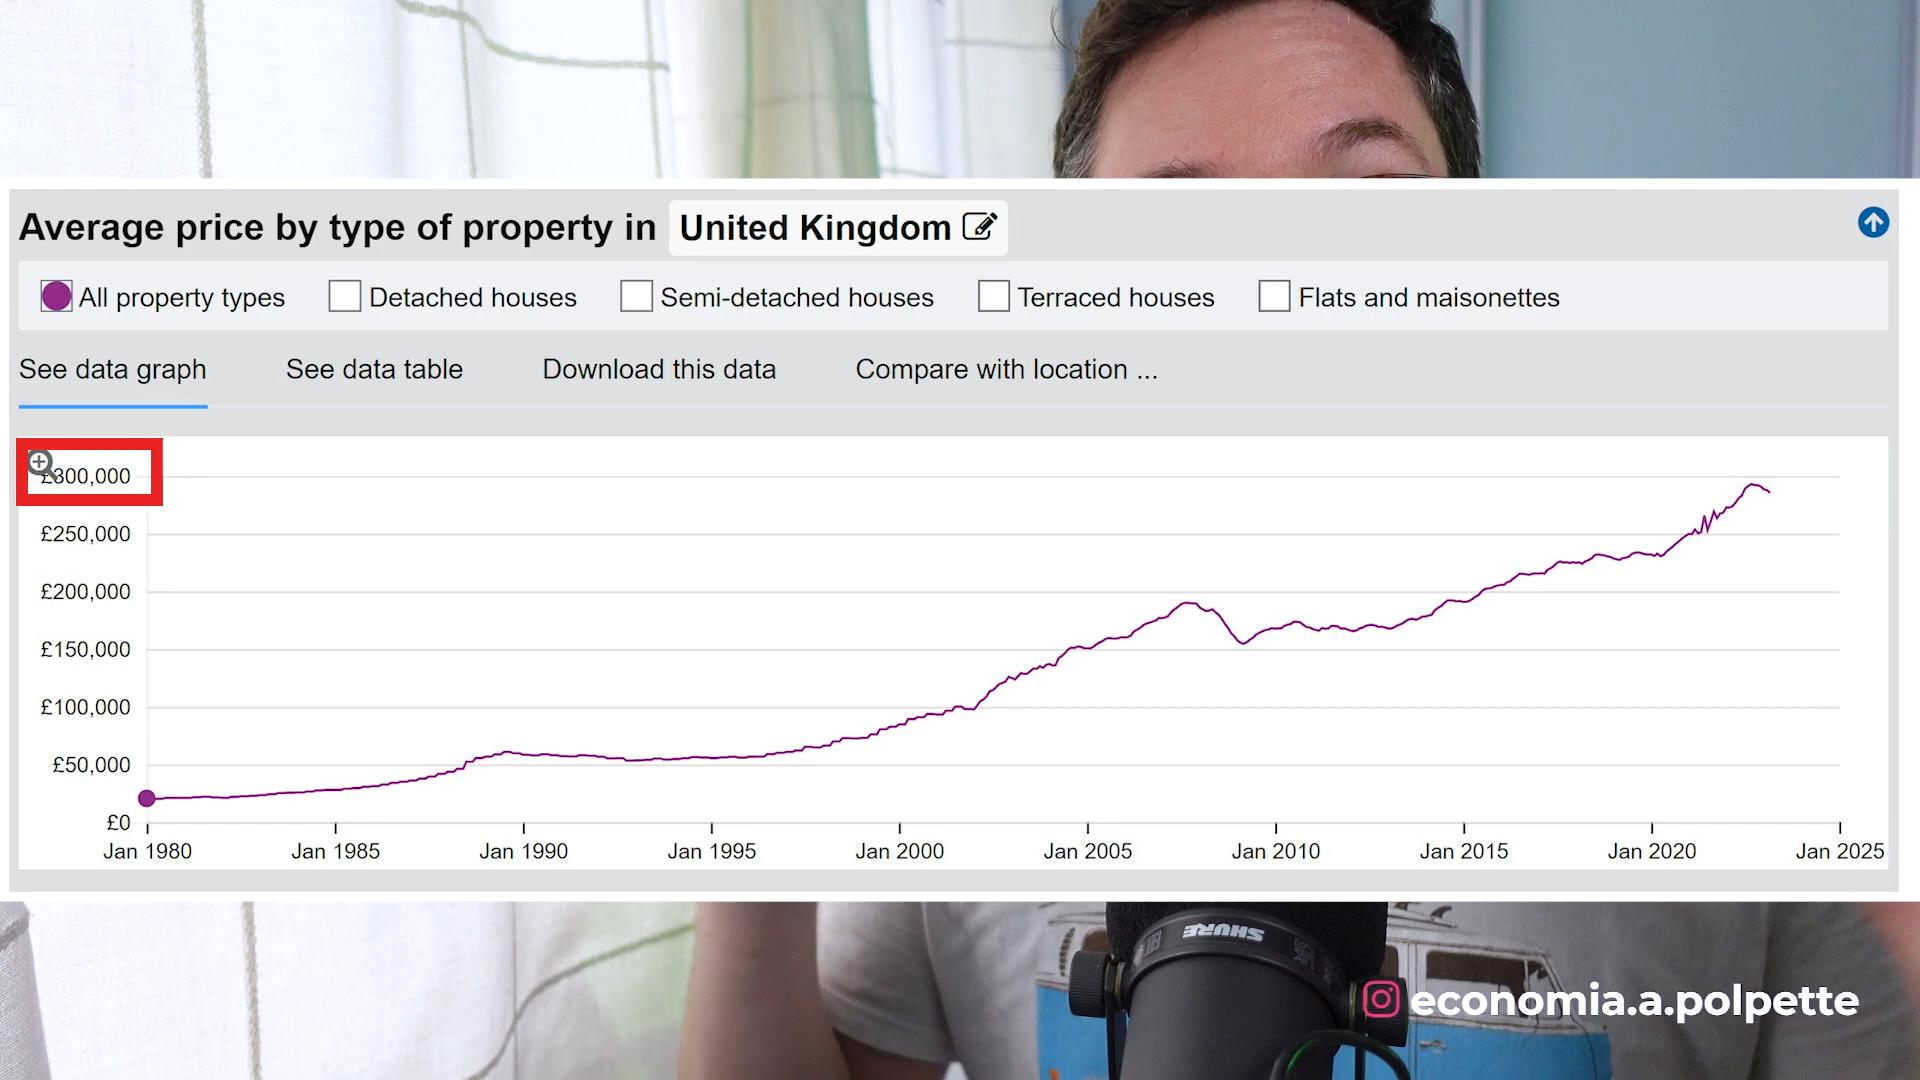 Average price by type of property in United Kingdom
All property types Detached houses Semi-detached houses Terraced houses Flats and maisonettes
See data graph See data table Download this data Compare with location ...
£300,000
£250,000
£200,000
£150,000
£100,000
£50,000
£0
Jan 1980 Jan 1985 Jan 1990 Jan 1995 Jan 2000 Jan 2005 Jan 2010 Jan 2015 Jan 2020 Jan 2025
SHURE
economia.a.polpette